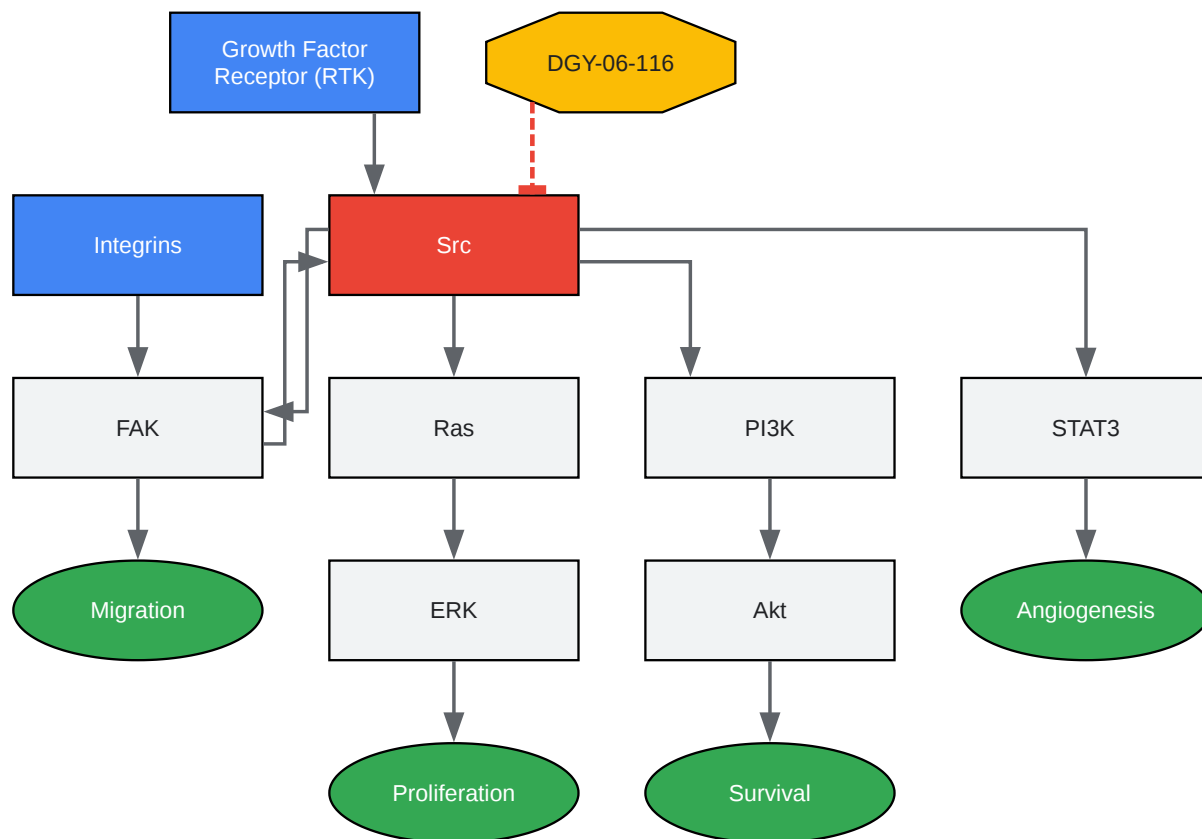 Growth Factor
Receptor (RTK)
DGY-06-116
Integrins
Src
FAK
Ras
PI3K
STAT3
Migration
ERK
Akt
Angiogenesis
Proliferation
Survival